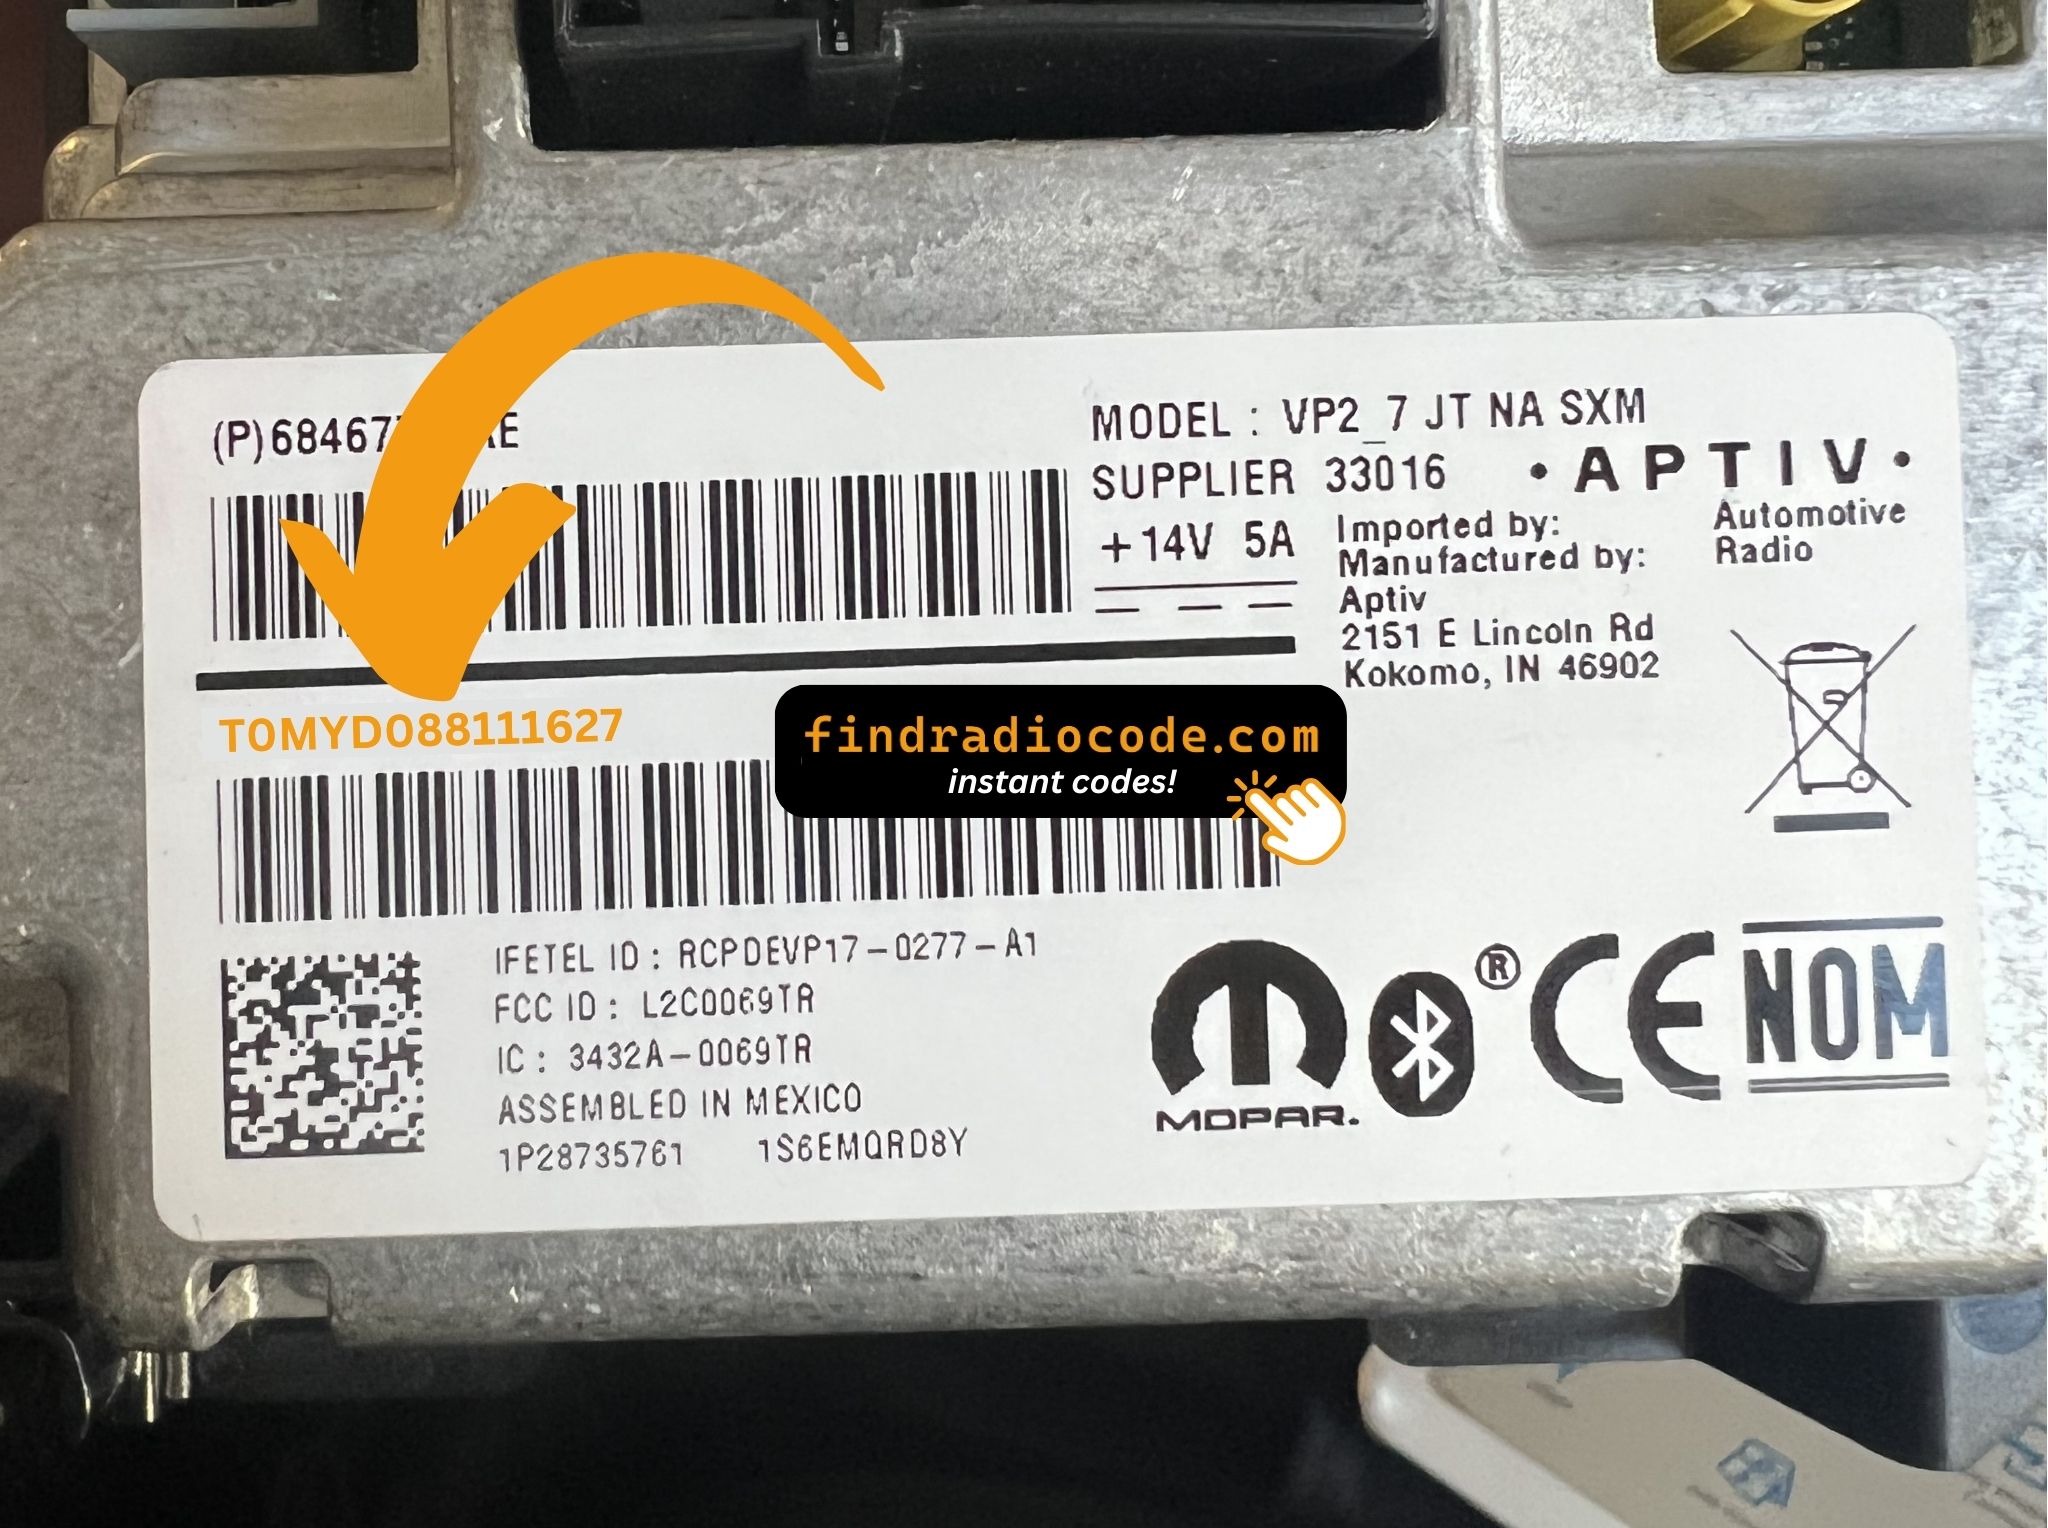 MODEL : VP2_7 JT NA SXM
SUPPLIER 33016
• APTIV •
+14V 5A
Imported by:
Manufactured by:
Aptiv
2151 E Lincoln Rd
Kokomo, IN 46902
Automotive
Radio
T0MYD088111627
findradiocode.com
instant codes!
IFETEL ID : RCPDEVP17-0277-A1
FCC ID : L2C0069TR
IC : 3432A-0069TR
ASSEMBLED IN MEXICO
1P28735761 1S6EMQRD8Y
MOPAR.
®
CE
NOM